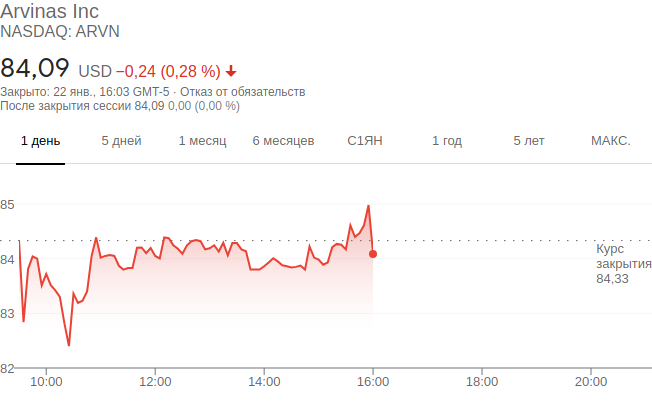 Arvinas Inc
NASDAQ: ARVN
84,09 USD −0,24 (0,28 %)
Закрыто: 22 янв., 16:03 GMT-5 · Отказ от обязательств
После закрытия сессии 84,09 0,00 (0,00 %)
1 день 5 дней 1 месяц 6 месяцев С1ЯН 1 год 5 лет МАКС.
85
84
83
82
Курс
закрытия
84,33
10:00 12:00 14:00 16:00 18:00 20:00